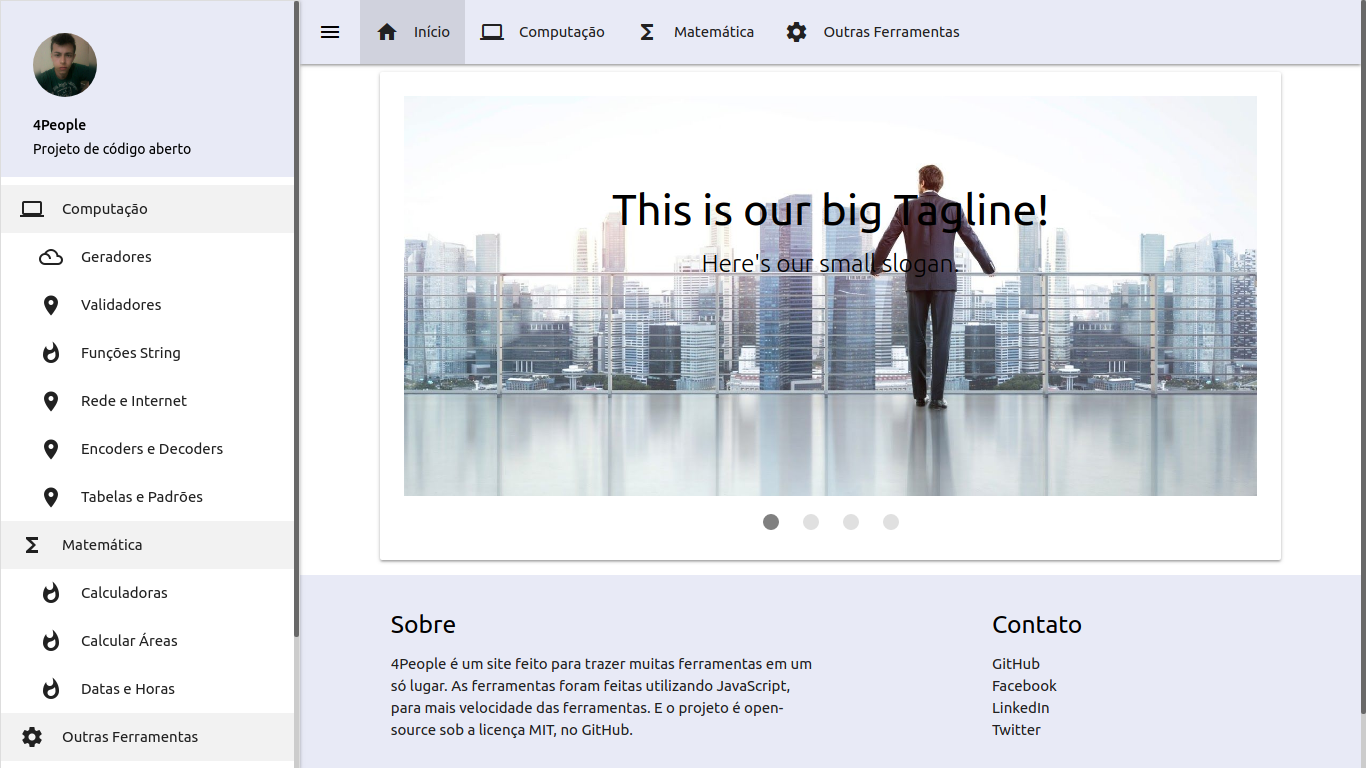 4People
Projeto de código aberto
Computação
Geradores
Validadores
Funções String
Rede e Internet
Encoders e Decoders
Tabelas e Padrões
Matemática
Calculadoras
Calcular Áreas
Datas e Horas
Outras Ferramentas
Início
Computação
Matemática
Outras Ferramentas
This is our big Tagline!
Here's our small slogan.
Sobre
4People é um site feito para trazer muitas ferramentas em um
só lugar. As ferramentas foram feitas utilizando JavaScript,
para mais velocidade das ferramentas. E o projeto é open-
source sob a licença MIT, no GitHub.
Contato
GitHub
Facebook
LinkedIn
Twitter